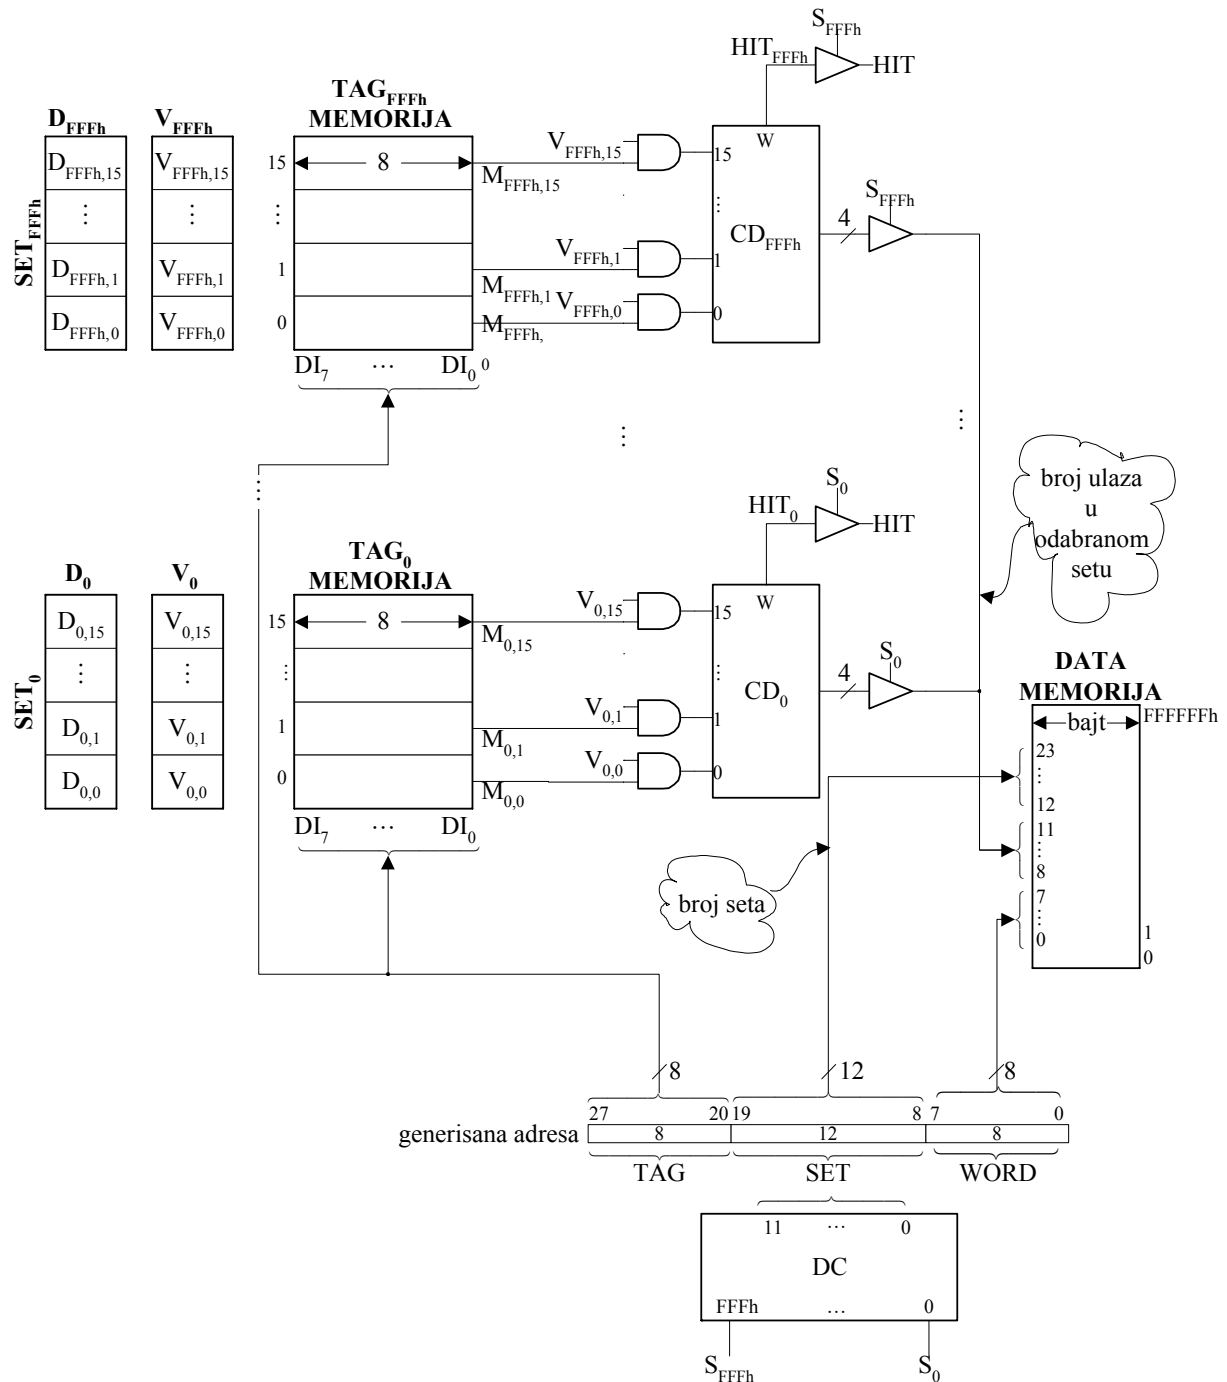 S_FFFh
HIT_FFFh
HIT
TAG_FFFh
MEMORIJA
D_FFFh
V_FFFh
SET_FFFh
D_FFFh,15
V_FFFh,15
⋮
⋮
D_FFFh,1
V_FFFh,1
D_FFFh,0
V_FFFh,0
15
8
⋮
1
0
M_FFFh,15
M_FFFh,1
M_FFFh,
0
DI_7 ... DI_0
V_FFFh,15
V_FFFh,1
V_FFFh,0
W
15
⋮
1
0
CD_FFFh
4
S_FFFh
⋮
⋮
⋮
broj ulaza
u
odabranom
setu
S_0
HIT_0
HIT
TAG_0
MEMORIJA
D_0
V_0
SET_0
D_0,15
V_0,15
⋮
⋮
D_0,1
V_0,1
D_0,0
V_0,0
15
8
⋮
1
0
M_0,15
M_0,1
M_0,0
DI_7 ... DI_0
V_0,15
V_0,1
V_0,0
W
15
⋮
1
0
CD_0
4
S_0
DATA
MEMORIJA
bajt
FFFFFFh
23
⋮
12
11
⋮
8
7
⋮
0
1
0
broj seta
8
12
8
27 20 19 8 7 0
generisana adresa 8 12 8
TAG SET WORD
11 ... 0
DC
FFFh ... 0
S_FFFh S_0